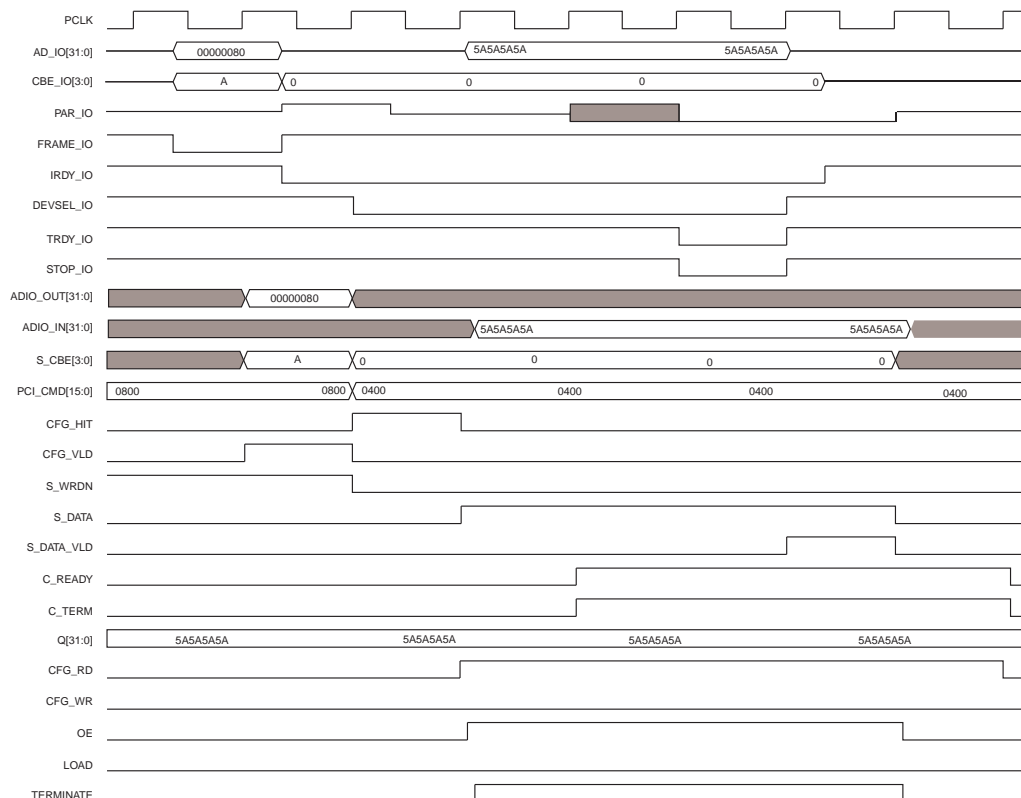 PCLK
AD_IO[31:0] 00000080 5A5A5A5A 5A5A5A5A
CBE_IO[3:0] A 0 0 0 0
PAR_IO
FRAME_IO
IRDY_IO
DEVSEL_IO
TRDY_IO
STOP_IO
ADIO_OUT[31:0] 00000080
ADIO_IN[31:0] 5A5A5A5A 5A5A5A5A
S_CBE[3:0] A 0 0 0 0
PCI_CMD[15:0] 0800 0800 0400 0400 0400 0400
CFG_HIT
CFG_VLD
S_WRDN
S_DATA
S_DATA_VLD
C_READY
C_TERM
Q[31:0] 5A5A5A5A 5A5A5A5A 5A5A5A5A 5A5A5A5A
CFG_RD
CFG_WR
OE
LOAD
TERMINATE